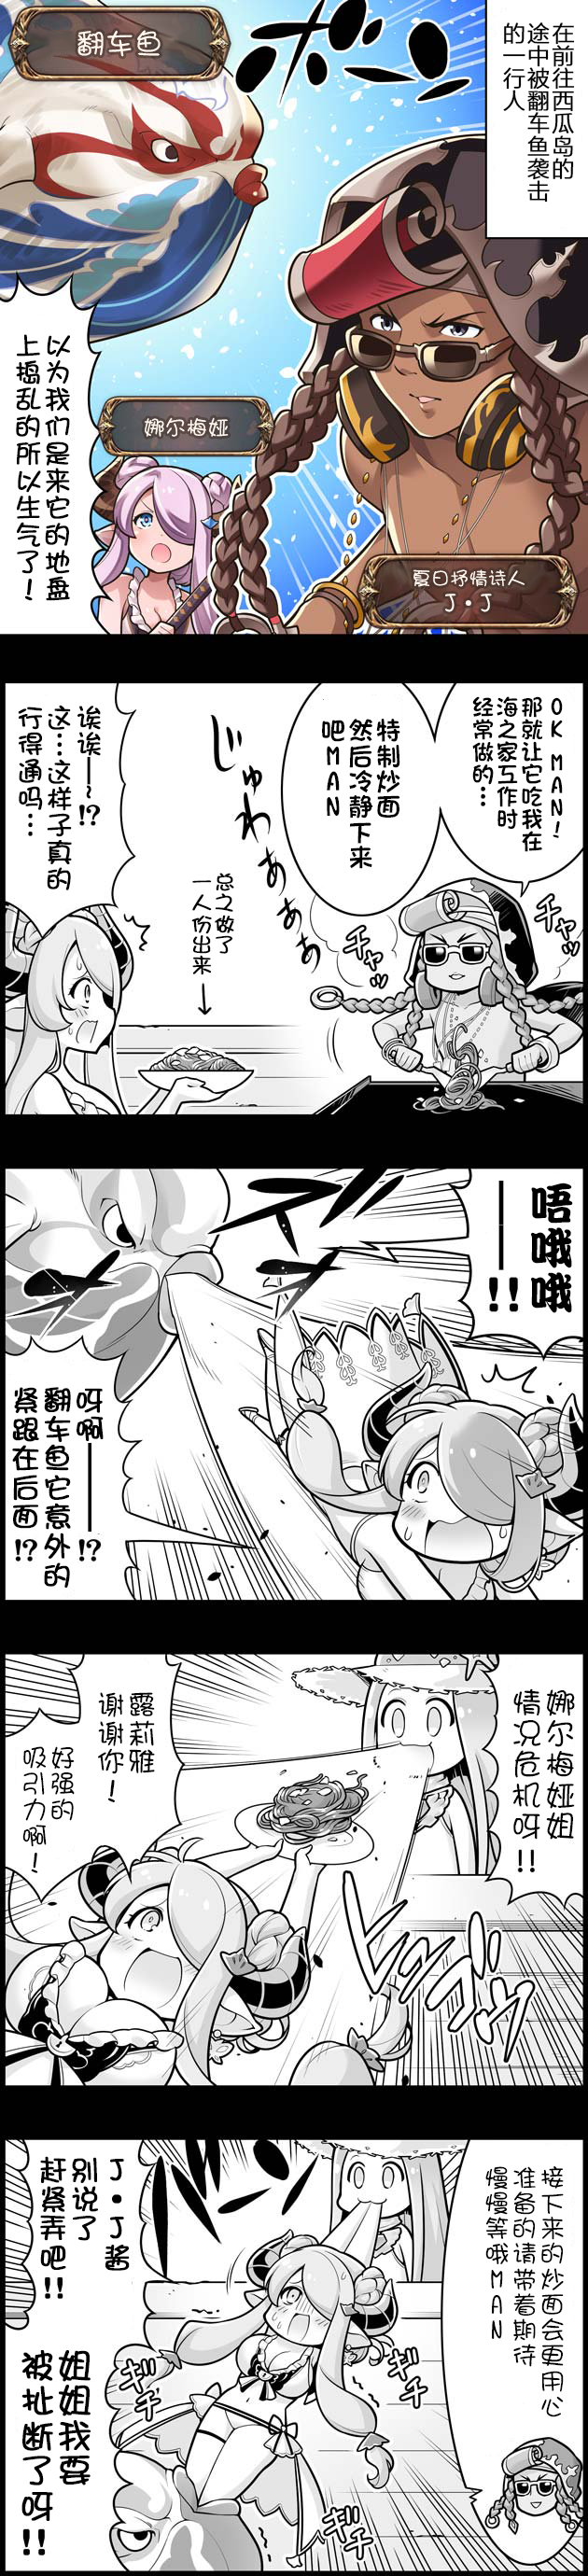 在前往西瓜岛的
途中被翻车鱼袭击
的一行人
翻车鱼
ボーン
以为我们是来它的地盘
上捣乱的所以生气了！
娜尔梅娅
夏日抒情诗人
J・J
OK MAN！
那就让它吃我在
海之家互作时
经常做的…
特制炒面
然后冷静下来
吧MAN
じゅわぁぁぁ
チャッ
チャッ
总之做了
一人份出来
诶诶——～!?
这…这样子真的
行得通吗…
唔哦哦
——!!
呀啊————!?
翻车鱼它意外的
紧跟在后面!?
娜尔梅娅姐
情况危机呀!!
露莉雅
谢谢你！
好强的
吸引力啊！
接下来的炒面会更用心
准备的请带着期待
慢慢等哦MAN
J・J酱
别说了
赶紧弄吧!!
ギチ
ギチ
ギチ
姐姐我要
被扯断了呀!!